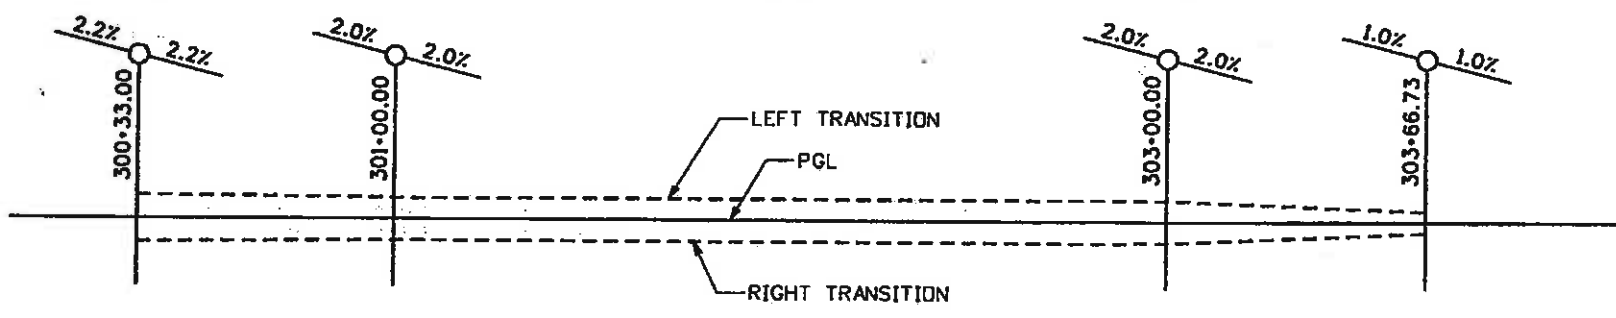 2.2% 2.2%
300+33.00
2.0% 2.0%
301+00.00
2.0% 2.0%
303+00.00
1.0% 1.0%
303+66.73
LEFT TRANSITION
PGL
RIGHT TRANSITION